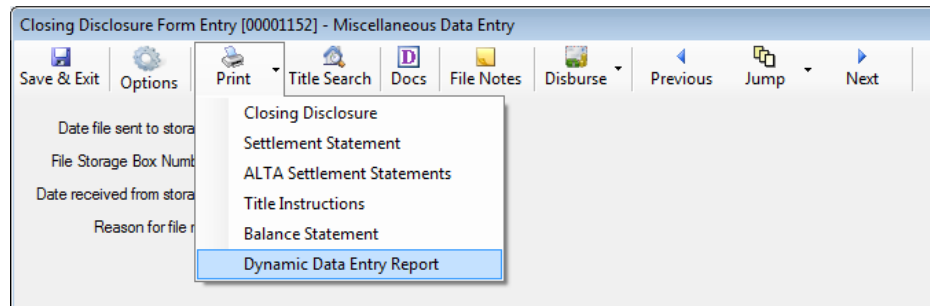 Closing Disclosure Form Entry [00001152] - Miscellaneous Data Entry
Save & Exit Options Print Title Search Docs File Notes Disburse Previous Jump Next
Closing Disclosure
Date file sent to stora
Settlement Statement
File Storage Box Numb
ALTA Settlement Statements
Date received from stora
Title Instructions
Reason for file r
Balance Statement
Dynamic Data Entry Report